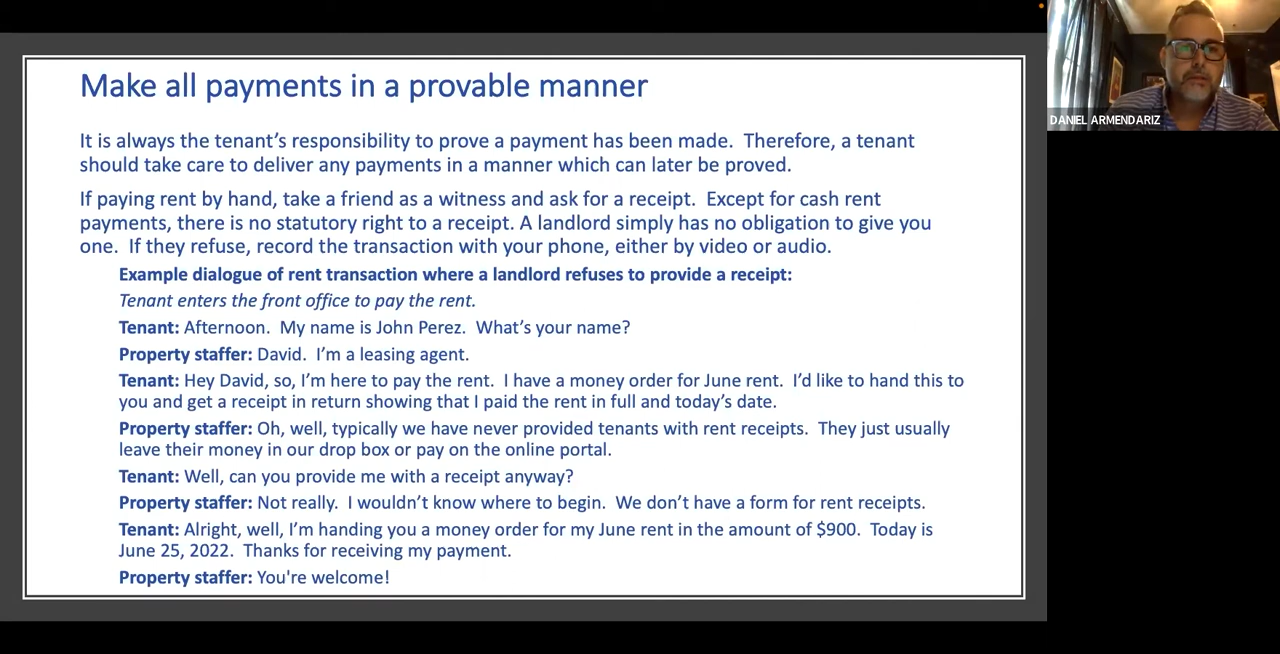 Make all payments in a provable manner
It is always the tenant's responsibility to prove a payment has been made.  Therefore, a tenant
should take care to deliver any payments in a manner which can later be proved.
If paying rent by hand, take a friend as a witness and ask for a receipt.  Except for cash rent
payments, there is no statutory right to a receipt. A landlord simply has no obligation to give you
one.  If they refuse, record the transaction with your phone, either by video or audio.
Example dialogue of rent transaction where a landlord refuses to provide a receipt:
Tenant enters the front office to pay the rent.
Tenant: Afternoon.  My name is John Perez.  What's your name?
Property staffer: David.  I'm a leasing agent.
Tenant: Hey David, so, I'm here to pay the rent.  I have a money order for June rent.  I'd like to hand this to
you and get a receipt in return showing that I paid the rent in full and today's date.
Property staffer: Oh, well, typically we have never provided tenants with rent receipts.  They just usually
leave their money in our drop box or pay on the online portal.
Tenant: Well, can you provide me with a receipt anyway?
Property staffer: Not really.  I wouldn't know where to begin.  We don't have a form for rent receipts.
Tenant: Alright, well, I'm handing you a money order for my June rent in the amount of $900.  Today is
June 25, 2022.  Thanks for receiving my payment.
Property staffer: You're welcome!
DANIEL ARMENDARIZ